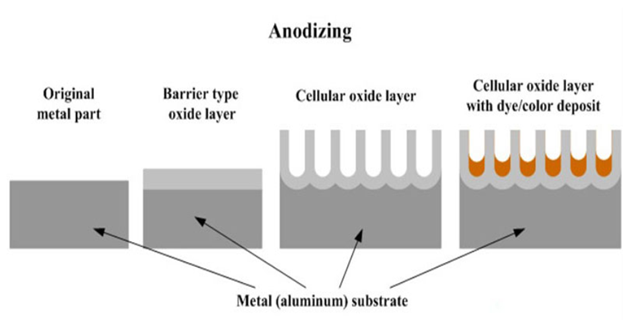 Anodizing
Original
metal part
Barrier type
oxide layer
Cellular oxide layer
Cellular oxide layer
with dye/color deposit
Metal (aluminum) substrate